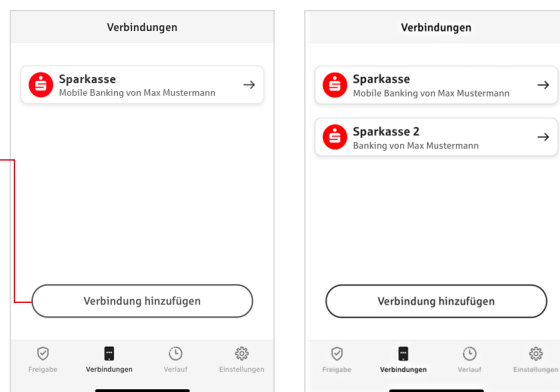 Verbindungen
Sparkasse
Mobile Banking von Max Mustermann
Verbindung hinzufügen
Freigabe Verbindungen Verlauf Einstellungen
Verbindungen
Sparkasse
Mobile Banking von Max Mustermann
Sparkasse 2
Banking von Max Mustermann
Verbindung hinzufügen
Freigabe Verbindungen Verlauf Einstellungen